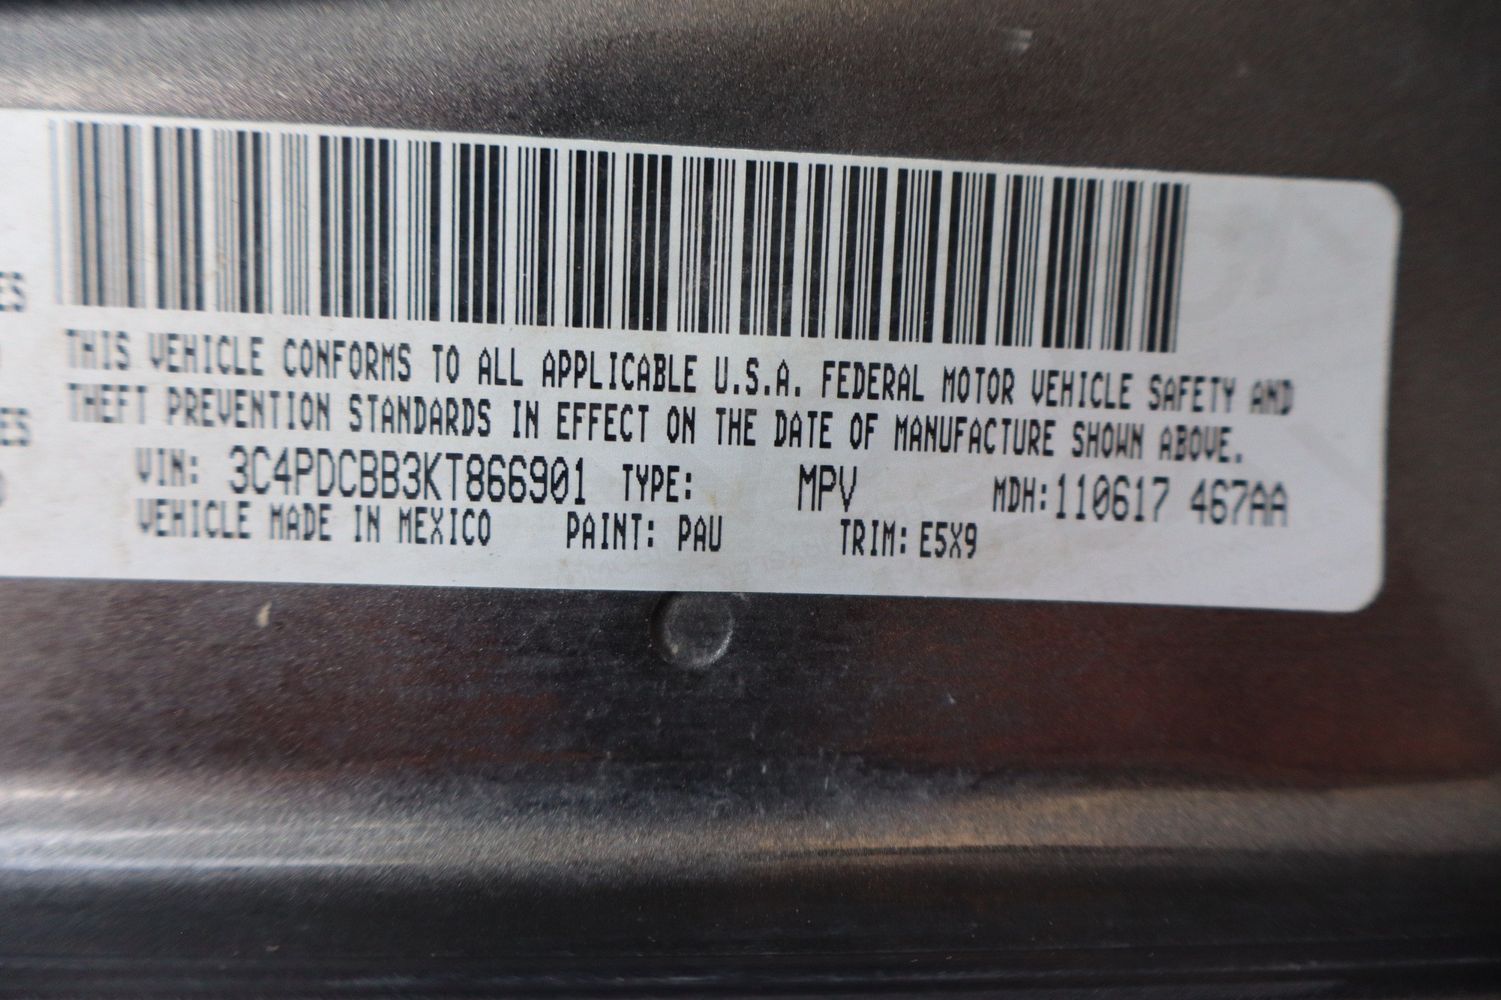 ES
THIS VEHICLE CONFORMS TO ALL APPLICABLE U.S.A. FEDERAL MOTOR VEHICLE SAFETY AND
THEFT PREVENTION STANDARDS IN EFFECT ON THE DATE OF MANUFACTURE SHOWN ABOVE.
ES
VIN: 3C4PDCBB3KT866901 TYPE: MPV MDH: 110617 467AA
VEHICLE MADE IN MEXICO PAINT: PAU TRIM: E5X9